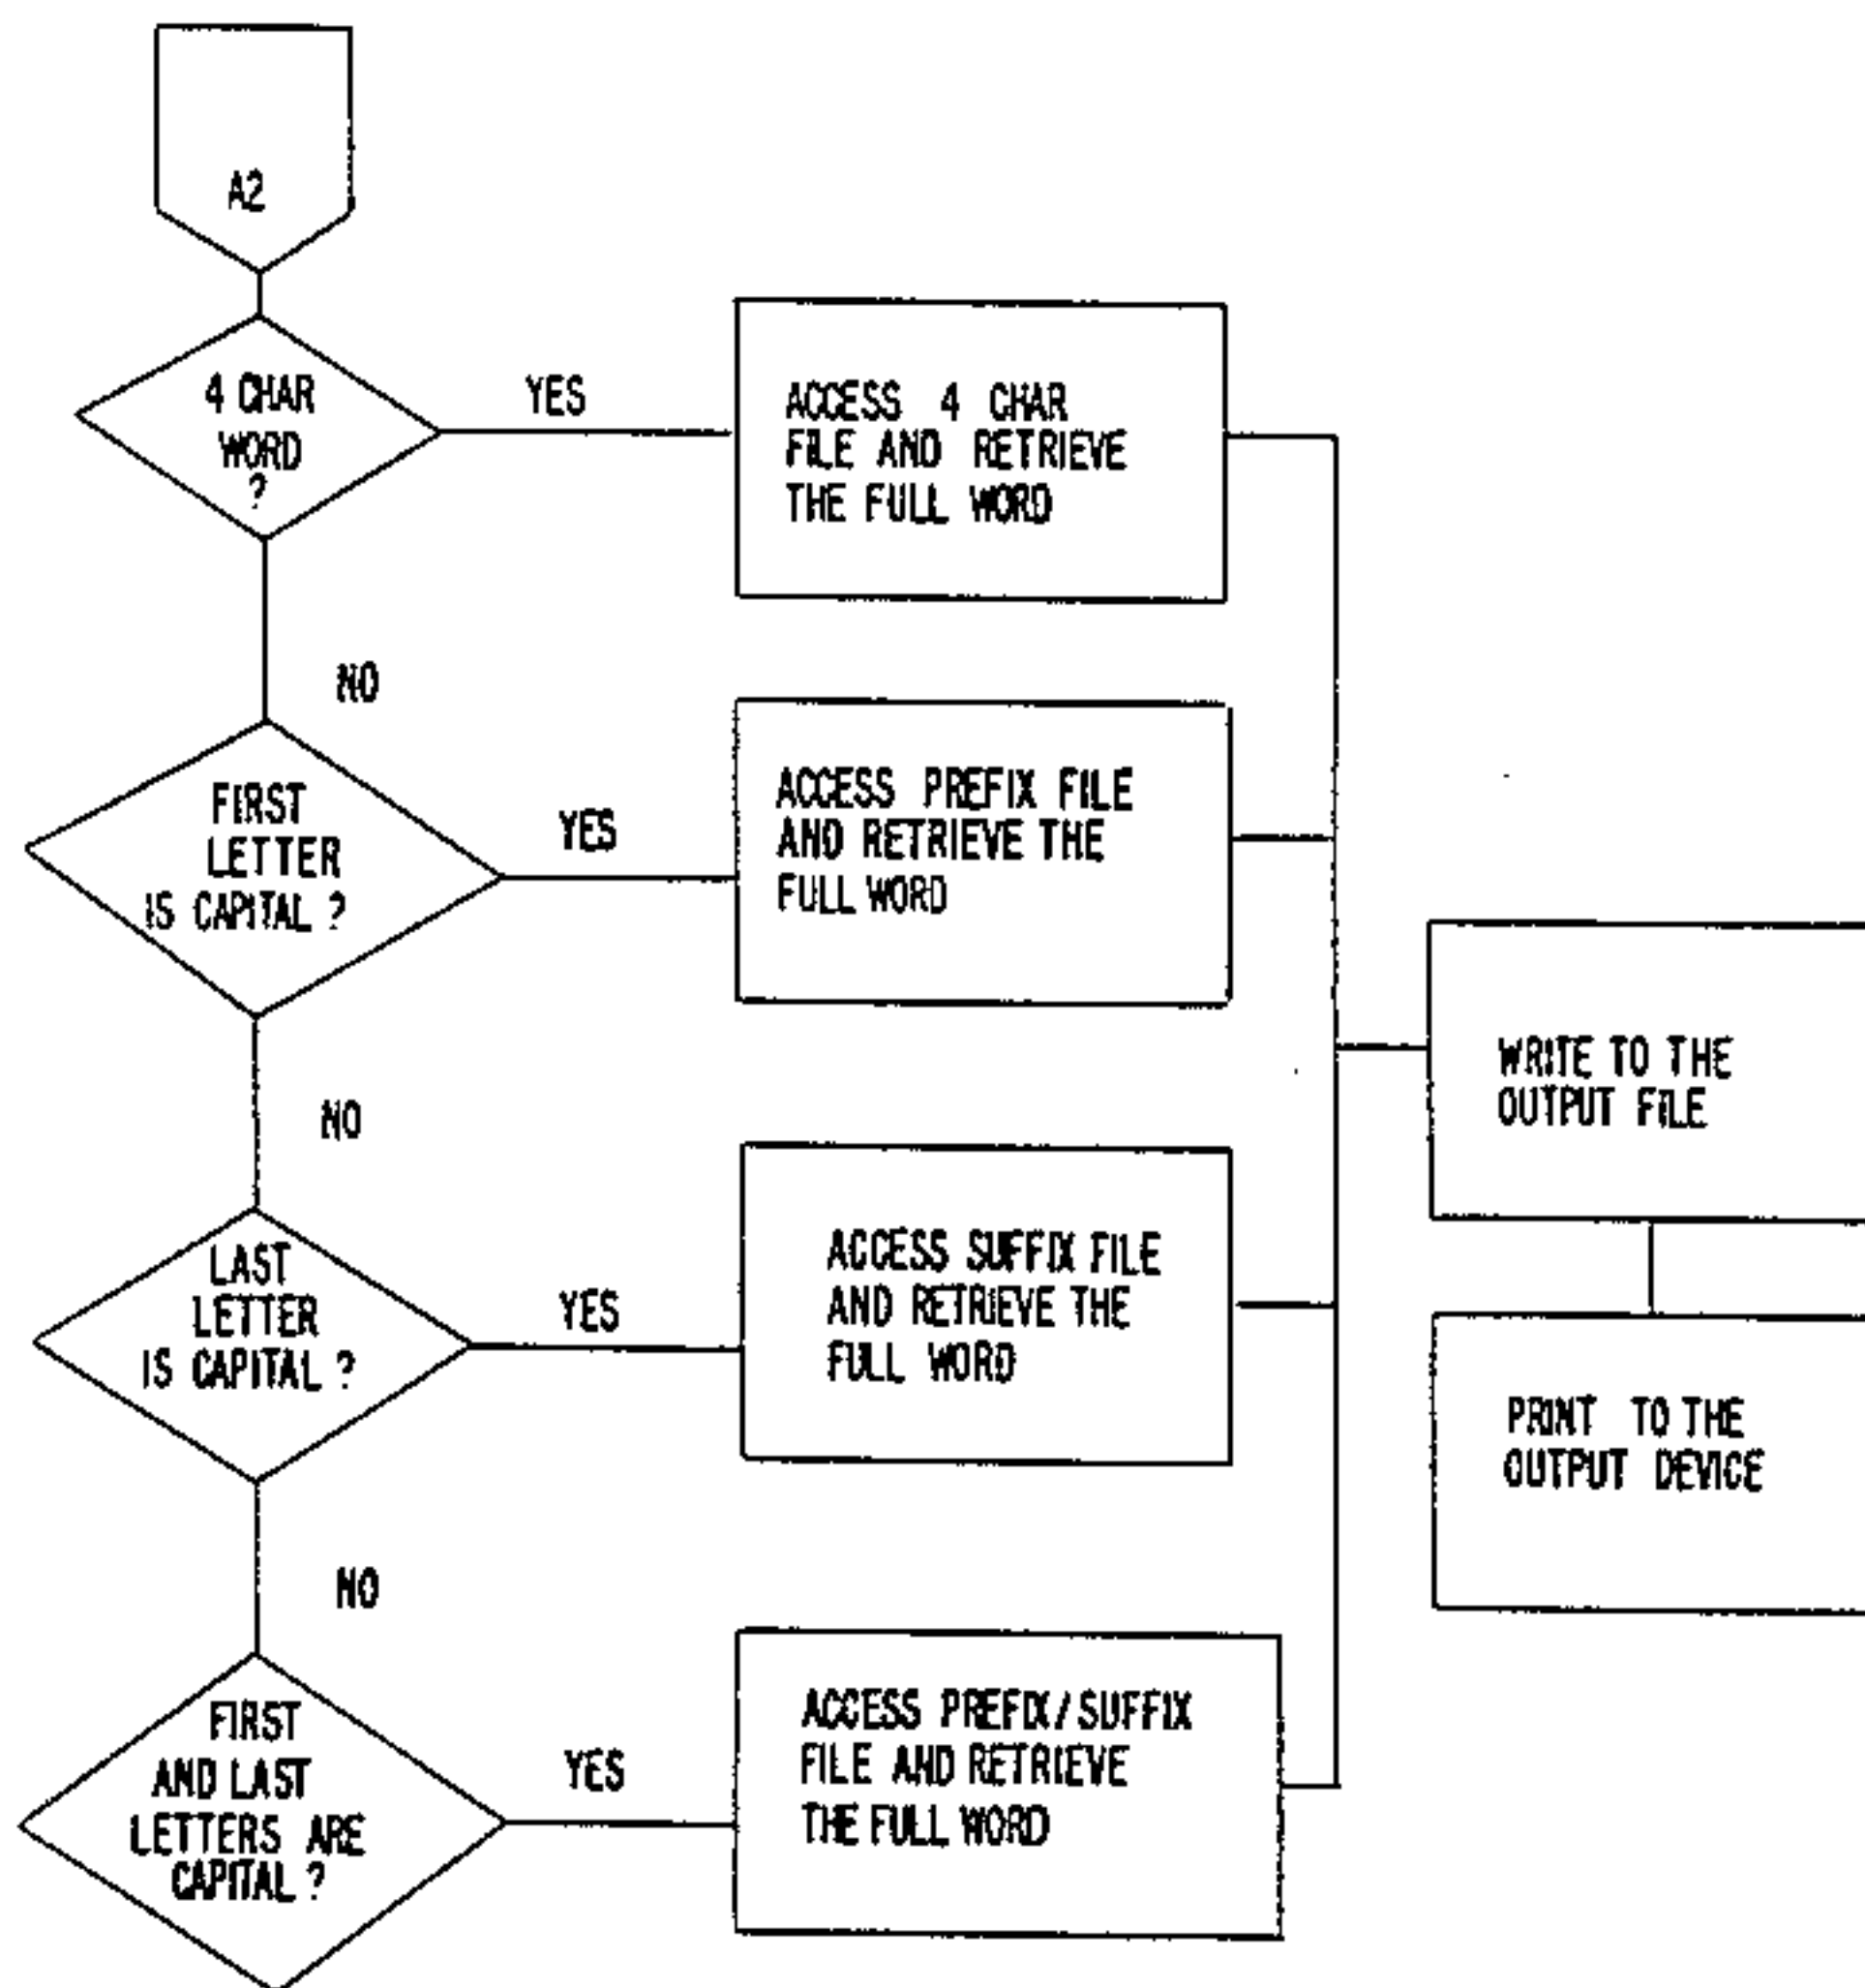 A2
4 CHAR
WORD
?
YES
ACCESS 4 CHAR
FILE AND RETRIEVE
THE FULL WORD
NO
FIRST
LETTER
IS CAPITAL ?
YES
ACCESS PREFIX FILE
AND RETRIEVE THE
FULL WORD
WRITE TO THE
OUTPUT FILE
NO
LAST
LETTER
IS CAPITAL ?
YES
ACCESS SUFFIX FILE
AND RETRIEVE THE
FULL WORD
PRINT TO THE
OUTPUT DEVICE
NO
FIRST
AND LAST
LETTERS ARE
CAPITAL ?
YES
ACCESS PREFIX/SUFFIX
FILE AND RETRIEVE
THE FULL WORD